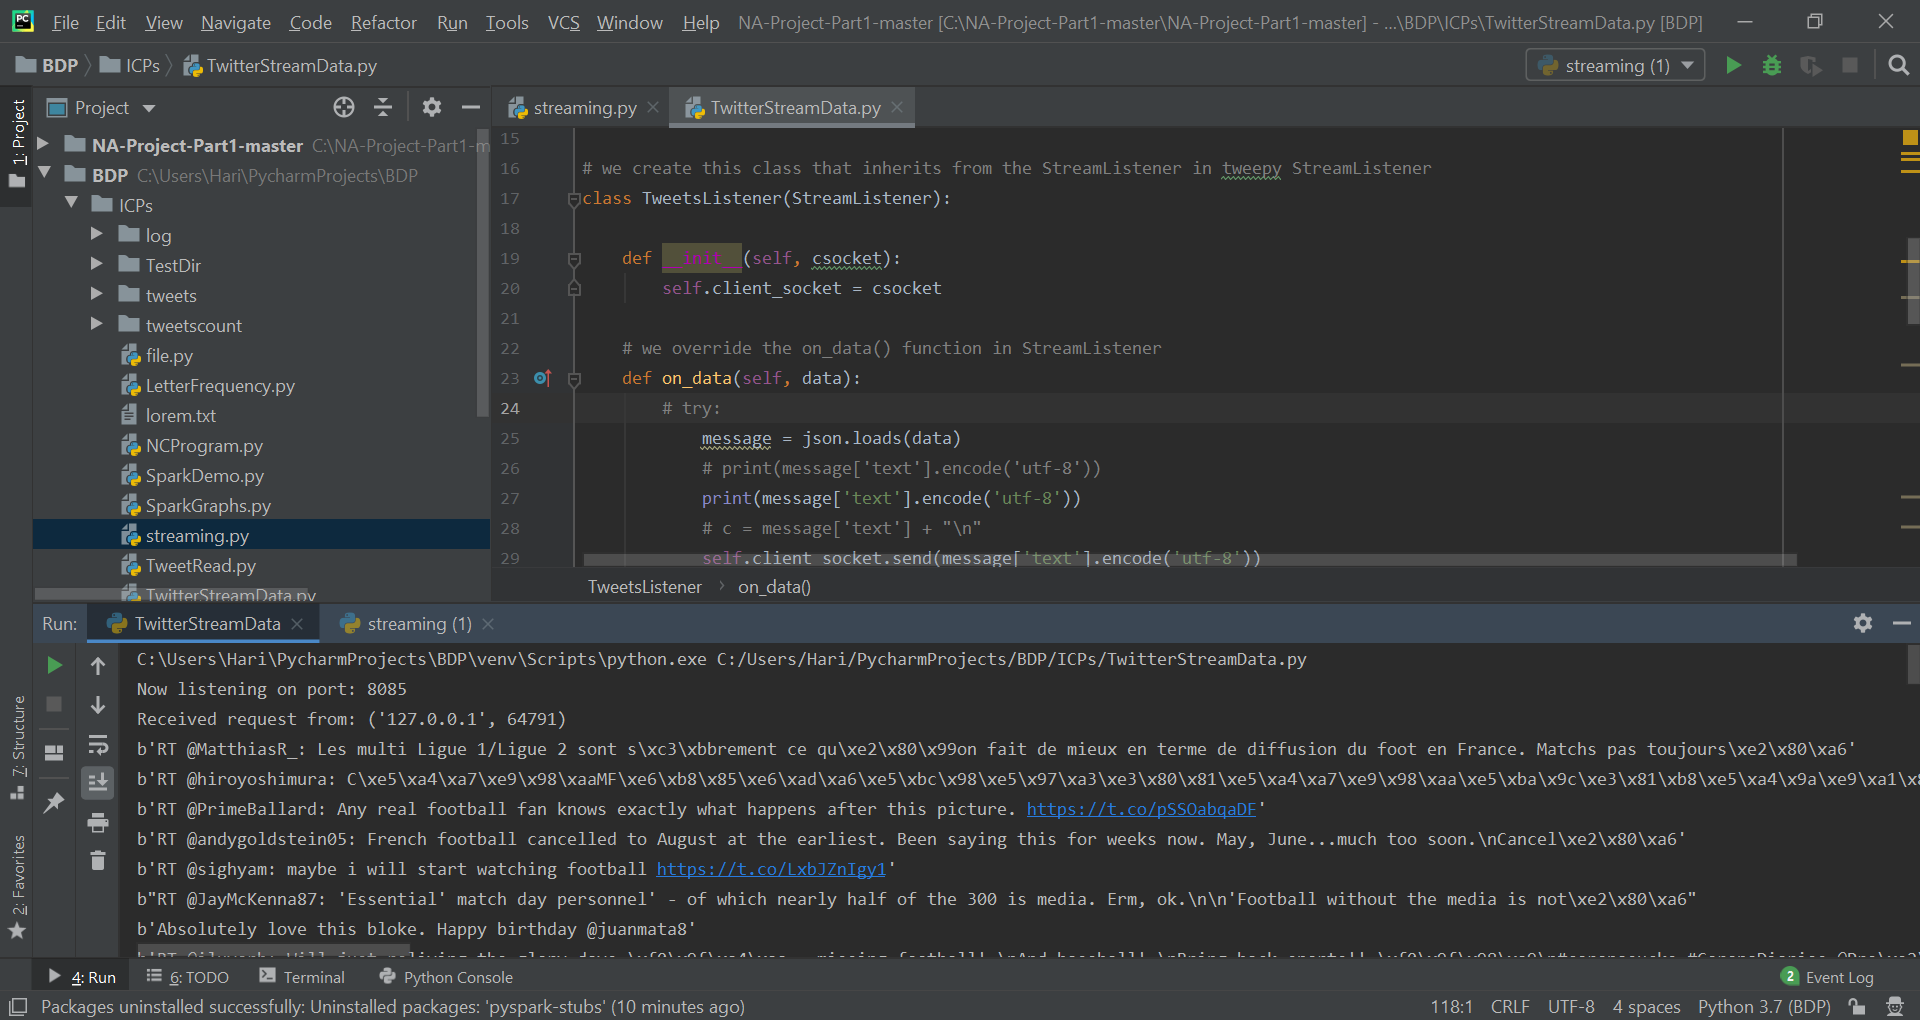 File Edit View Navigate Code Refactor Run Tools VCS Window Help NA-Project-Part1-master [C:\NA-Project-Part1-master\NA-Project-Part1-master] - ...\BDP\ICPs\TwitterStreamData.py [BDP]
BDP ICPs TwitterStreamData.py streaming (1)
Project
1: Project
NA-Project-Part1-master C:\NA-Project-Part1-m
BDP C:\Users\Hari\PycharmProjects\BDP
ICPs
log
TestDir
tweets
tweetscount
file.py
LetterFrequency.py
lorem.txt
NCProgram.py
SparkDemo.py
SparkGraphs.py
streaming.py
TweetRead.py
TwitterStreamData.py
streaming.py TwitterStreamData.py
15
16 # we create this class that inherits from the StreamListener in tweepy StreamListener
17 class TweetsListener(StreamListener):
18
19 def __init__(self, csocket):
20 self.client_socket = csocket
21
22 # we override the on_data() function in StreamListener
23 def on_data(self, data):
24 # try:
25 message = json.loads(data)
26 # print(message['text'].encode('utf-8'))
27 print(message['text'].encode('utf-8'))
28 # c = message['text'] + "\n"
29 self.client_socket.send(message['text'].encode('utf-8'))
TweetsListener on_data()
Run: TwitterStreamData streaming (1)
7: Structure
2: Favorites
C:\Users\Hari\PycharmProjects\BDP\venv\Scripts\python.exe C:/Users/Hari/PycharmProjects/BDP/ICPs/TwitterStreamData.py
Now listening on port: 8085
Received request from: ('127.0.0.1', 64791)
b'RT @MatthiasR_: Les multi Ligue 1/Ligue 2 sont s\xc3\xbbrement ce qu\xe2\x80\x99on fait de mieux en terme de diffusion du foot en France. Matchs pas toujours\xe2\x80\xa6'
b'RT @hiroyoshimura: C\xe5\xa4\xa7\xe9\x98\xaaMF\xe6\xb8\x85\xe6\xad\xa6\xe5\xbc\x98\xe5\x97\xa3\xe3\x80\x81\xe5\xa4\xa7\xe9\x98\xaa\xe5\xba\x9c\xe3\x81\xb8\xe5\xa4\x9a\xe9\xa1\x8
b'RT @PrimeBallard: Any real football fan knows exactly what happens after this picture. https://t.co/pSSOabqaDF'
b'RT @andygoldstein05: French football cancelled to August at the earliest. Been saying this for weeks now. May, June...much too soon.\nCancel\xe2\x80\xa6'
b'RT @sighyam: maybe i will start watching football https://t.co/LxbJZnIgy1'
b"RT @JayMcKenna87: 'Essential' match day personnel' - of which nearly half of the 300 is media. Erm, ok.\n\n'Football without the media is not\xe2\x80\xa6"
b'Absolutely love this bloke. Happy birthday @juanmata8'
4: Run 6: TODO Terminal Python Console 2 Event Log
Packages uninstalled successfully: Uninstalled packages: 'pyspark-stubs' (10 minutes ago) 118:1 CRLF UTF-8 4 spaces Python 3.7 (BDP)